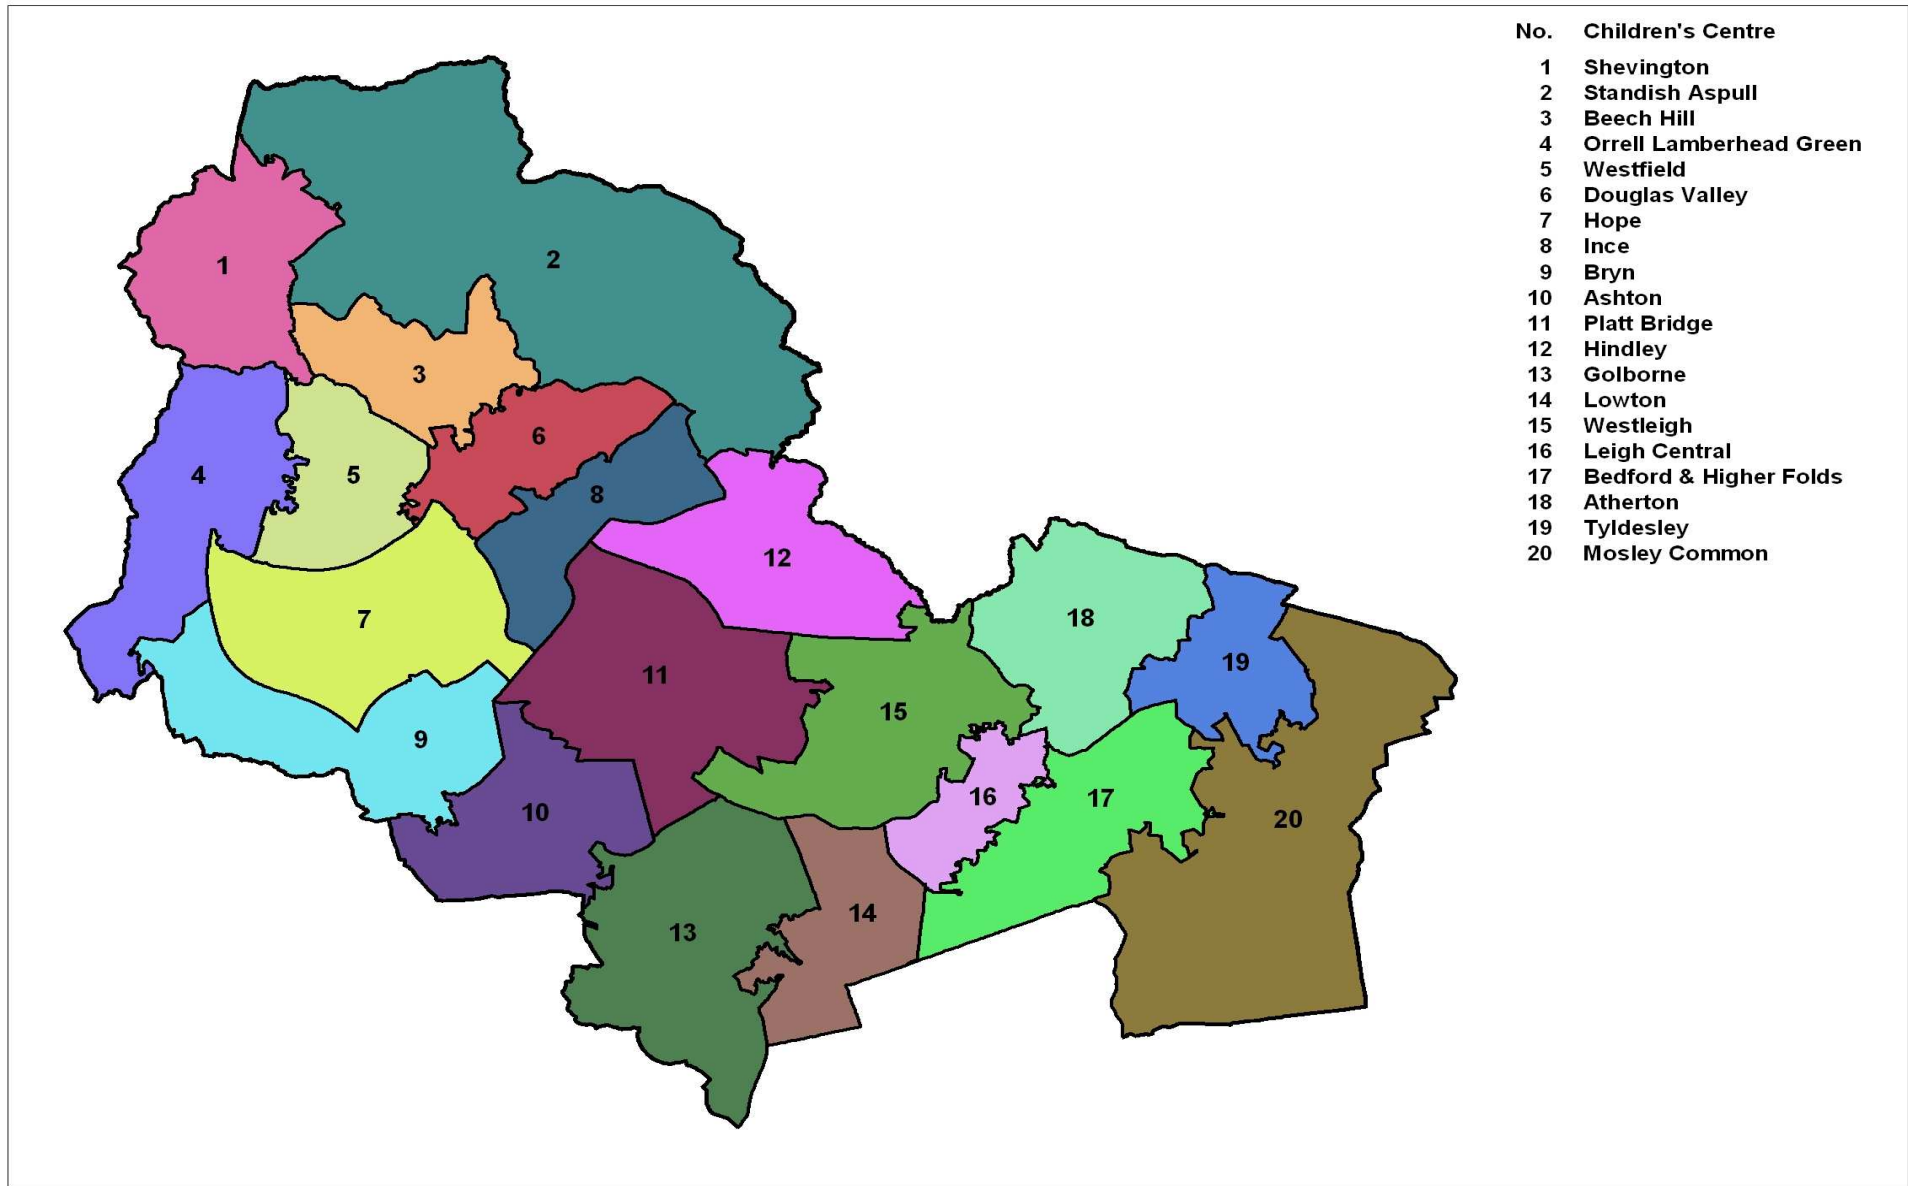 No. Children's Centre
1 Shevington
2 Standish Aspull
3 Beech Hill
4 Orrell Lamberhead Green
5 Westfield
6 Douglas Valley
7 Hope
8 Ince
9 Bryn
10 Ashton
11 Platt Bridge
12 Hindley
13 Golborne
14 Lowton
15 Westleigh
16 Leigh Central
17 Bedford & Higher Folds
18 Atherton
19 Tyldesley
20 Mosley Common
1
2
3
4
5
6
7
8
9
10
11
12
13
14
15
16
17
18
19
20